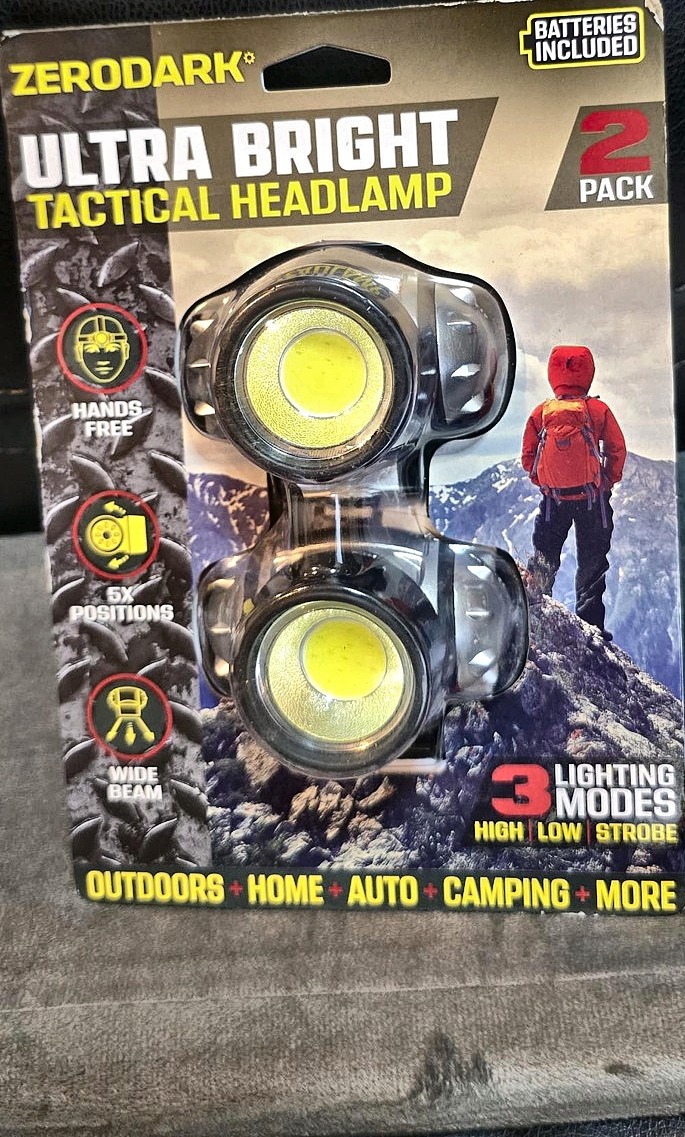 BATTERIES
INCLUDED
ZERODARK
ULTRA BRIGHT
TACTICAL HEADLAMP
2
PACK
HANDS
FREE
5X
POSITIONS
WIDE
BEAM
3 LIGHTING
MODES
HIGH | LOW | STROBE
OUTDOORS + HOME + AUTO + CAMPING + MORE